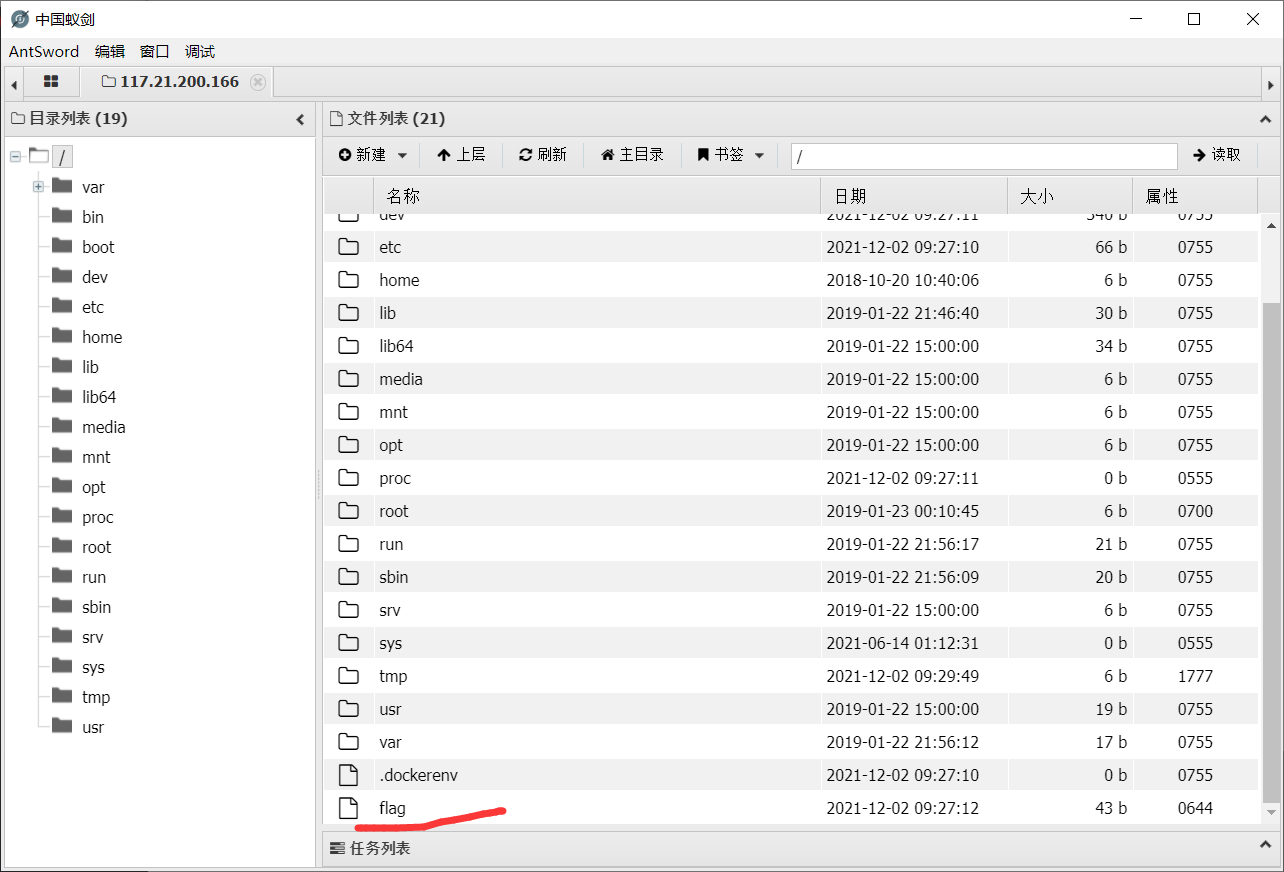 中国蚁剑
AntSword 编辑 窗口 调试
117.21.200.166
目录列表 (19)
/
var
bin
boot
dev
etc
home
lib
lib64
media
mnt
opt
proc
root
run
sbin
srv
sys
tmp
usr
文件列表 (21)
新建 上层 刷新 主目录 书签 / 读取
名称 日期 大小 属性
dev 2021-12-02 09:27:11 340 b 0755
etc 2021-12-02 09:27:10 66 b 0755
home 2018-10-20 10:40:06 6 b 0755
lib 2019-01-22 21:46:40 30 b 0755
lib64 2019-01-22 15:00:00 34 b 0755
media 2019-01-22 15:00:00 6 b 0755
mnt 2019-01-22 15:00:00 6 b 0755
opt 2019-01-22 15:00:00 6 b 0755
proc 2021-12-02 09:27:11 0 b 0555
root 2019-01-23 00:10:45 6 b 0700
run 2019-01-22 21:56:17 21 b 0755
sbin 2019-01-22 21:56:09 20 b 0755
srv 2019-01-22 15:00:00 6 b 0755
sys 2021-06-14 01:12:31 0 b 0555
tmp 2021-12-02 09:29:49 6 b 1777
usr 2019-01-22 15:00:00 19 b 0755
var 2019-01-22 21:56:12 17 b 0755
.dockerenv 2021-12-02 09:27:10 0 b 0755
flag 2021-12-02 09:27:12 43 b 0644
任务列表